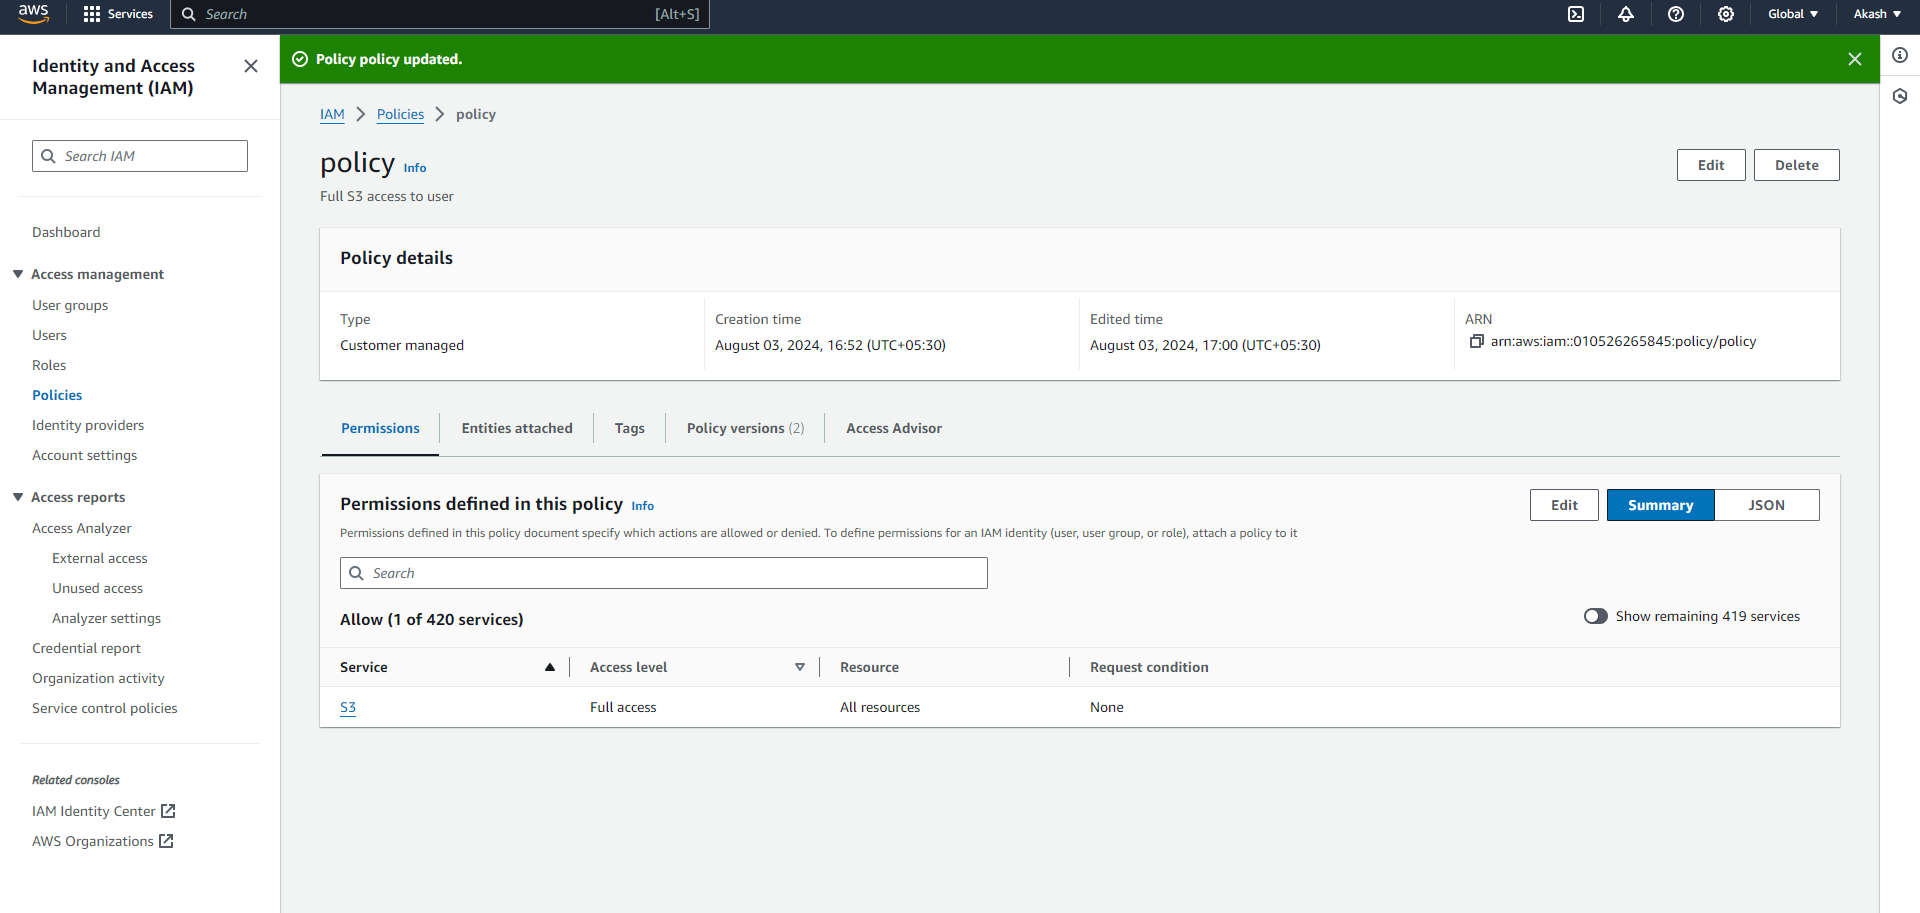 aws
Services
Search
[Alt+S]
Global
Akash
Identity and Access
Management (IAM)
Search IAM
Dashboard
Access management
User groups
Users
Roles
Policies
Identity providers
Account settings
Access reports
Access Analyzer
External access
Unused access
Analyzer settings
Credential report
Organization activity
Service control policies
Related consoles
IAM Identity Center
AWS Organizations
Policy policy updated.
IAM
Policies
policy
policy Info
Edit
Delete
Full S3 access to user
Policy details
Type
Customer managed
Creation time
August 03, 2024, 16:52 (UTC+05:30)
Edited time
August 03, 2024, 17:00 (UTC+05:30)
ARN
arn:aws:iam::010526265845:policy/policy
Permissions
Entities attached
Tags
Policy versions (2)
Access Advisor
Permissions defined in this policy Info
Edit
Summary
JSON
Permissions defined in this policy document specify which actions are allowed or denied. To define permissions for an IAM identity (user, user group, or role), attach a policy to it
Search
Allow (1 of 420 services)
Show remaining 419 services
Service
Access level
Resource
Request condition
S3
Full access
All resources
None